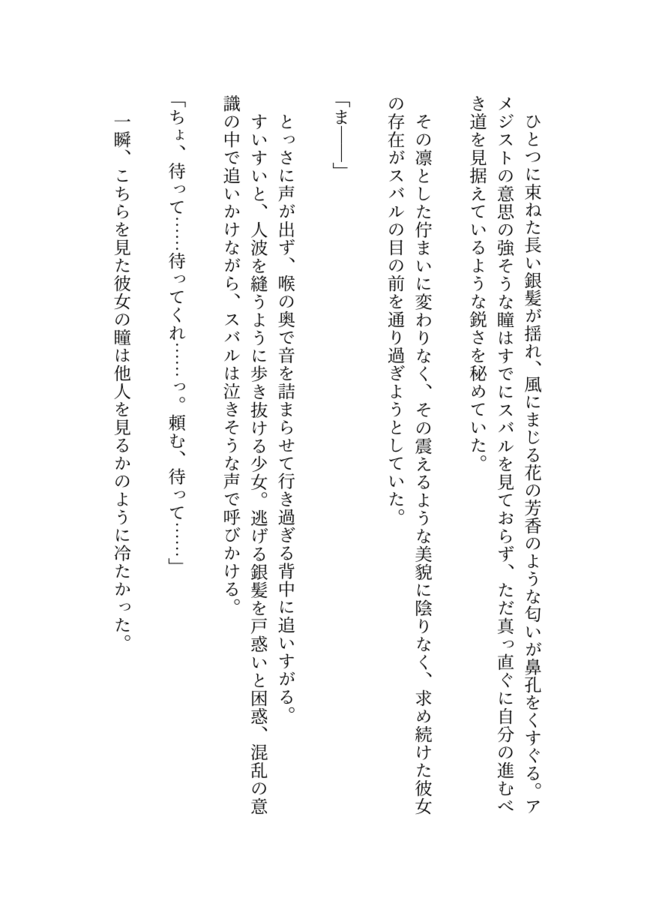 ひとつに束ねた長い銀髪が揺れ、風にまじる花の芳香のような匂いが鼻孔をくすぐる。ア
メジストの意思の強そうな瞳はすでにスバルを見ておらず、ただ真っ直ぐに自分の進むべ
き道を見据えているような鋭さを秘めていた。
その凛とした佇まいに変わりなく、その震えるような美貌に陰りなく、求め続けた彼女
の存在がスバルの目の前を通り過ぎようとしていた。
「ま――」
とっさに声が出ず、喉の奥で音を詰まらせて行き過ぎる背中に追いすがる。
すいすいと、人波を縫うように歩き抜ける少女。逃げる銀髪を戸惑いと困惑、混乱の意
識の中で追いかけながら、スバルは泣きそうな声で呼びかける。
「ちょ、待って……待ってくれ……っ。頼む、待って……」
一瞬、こちらを見た彼女の瞳は他人を見るかのように冷たかった。